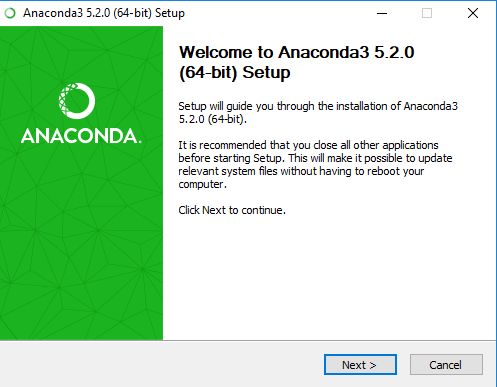 Anaconda3 5.2.0 (64-bit) Setup
Welcome to Anaconda3 5.2.0
(64-bit) Setup
ANACONDA.
Setup will guide you through the installation of Anaconda3
5.2.0 (64-bit).
It is recommended that you close all other applications
before starting Setup. This will make it possible to update
relevant system files without having to reboot your
computer.
Click Next to continue.
Next >
Cancel